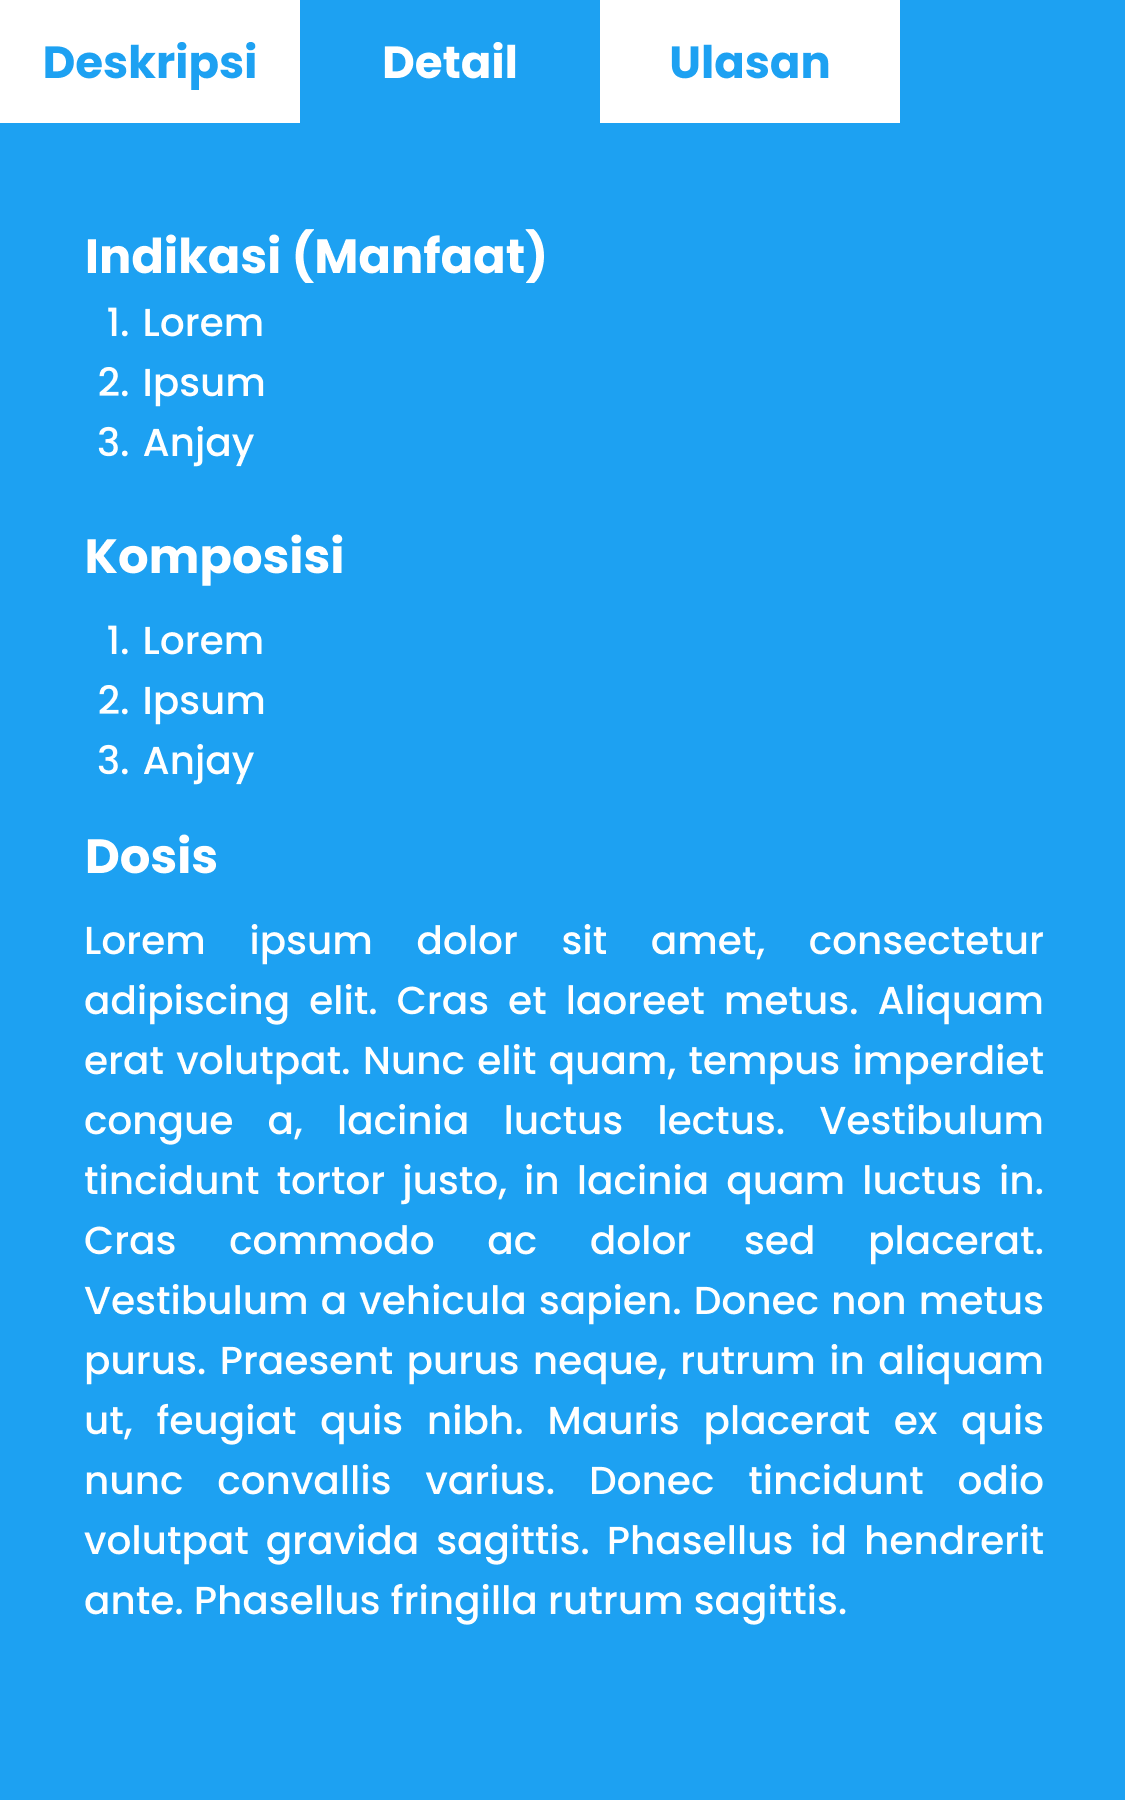 Deskripsi Detail Ulasan
Indikasi (Manfaat)
1. Lorem
2. Ipsum
3. Anjay
Komposisi
1. Lorem
2. Ipsum
3. Anjay
Dosis
Lorem ipsum dolor sit amet, consectetur
adipiscing elit. Cras et laoreet metus. Aliquam
erat volutpat. Nunc elit quam, tempus imperdiet
congue a, lacinia luctus lectus. Vestibulum
tincidunt tortor justo, in lacinia quam luctus in.
Cras commodo ac dolor sed placerat.
Vestibulum a vehicula sapien. Donec non metus
purus. Praesent purus neque, rutrum in aliquam
ut, feugiat quis nibh. Mauris placerat ex quis
nunc convallis varius. Donec tincidunt odio
volutpat gravida sagittis. Phasellus id hendrerit
ante. Phasellus fringilla rutrum sagittis.